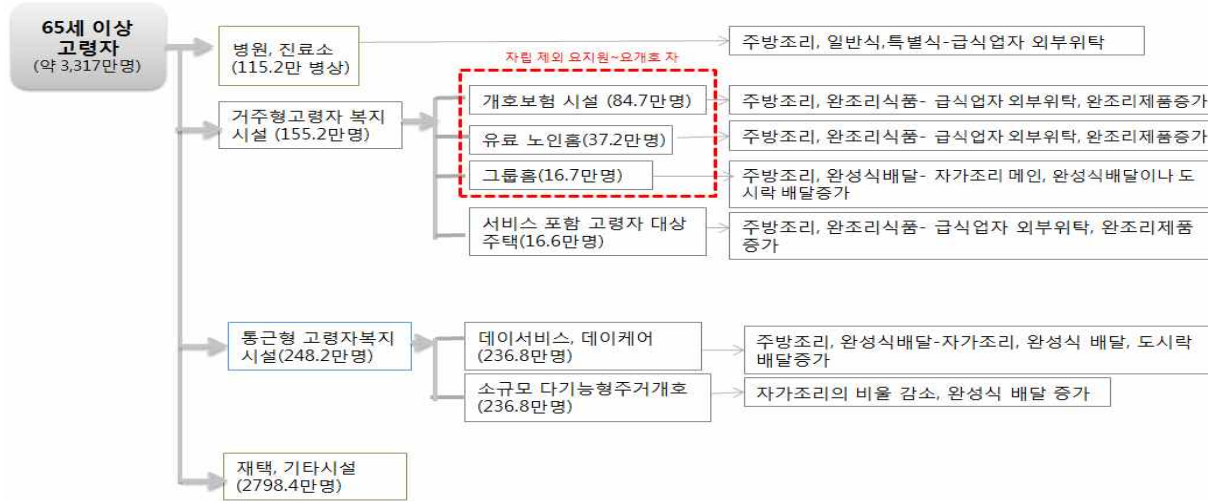 65세 이상
고령자
(약 3,317만명)
병원, 진료소
(115.2만 병상)
주방조리, 일반식,특별식-급식업자 외부위탁
자립 제외 요지원~요개호 자
거주형고령자 복지
시설(155.2만명)
개호보험 시설 (84.7만명)
주방조리, 완조리식품- 급식업자 외부위탁, 완조리제품증가
유료 노인홈(37.2만명)
주방조리, 완조리식품- 급식업자 외부위탁, 완조리제품증가
그룹홈(16.7만명)
주방조리, 완성식배달- 자가조리 메인, 완성식배달이나 도
시락 배달증가
서비스 포함 고령자 대상
주택(16.6만명)
주방조리, 완조리식품- 급식업자 외부위탁, 완조리제품
증가
통근형 고령자복지
시설(248.2만명)
데이서비스, 데이케어
(236.8만명)
주방조리, 완성식배달-자가조리, 완성식 배달, 도시락
배달증가
소규모 다기능형주거개호
(236.8만명)
자가조리의 비울 감소, 완성식 배달 증가
재택, 기타시설
(2798.4만명)